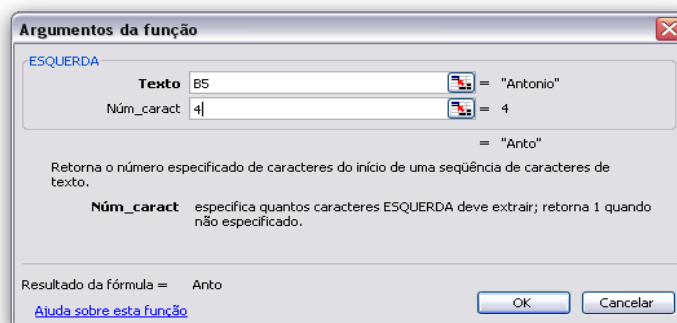 Argumentos da função
ESQUERDA
Texto B5 = "Antonio"
Núm_caract 4 = 4
= "Anto"
Retorna o número especificado de caracteres do início de uma seqüência de caracteres de
texto.
Núm_caract especifica quantos caracteres ESQUERDA deve extrair; retorna 1 quando
não especificado.
Resultado da fórmula = Anto
Ajuda sobre esta função
OK Cancelar